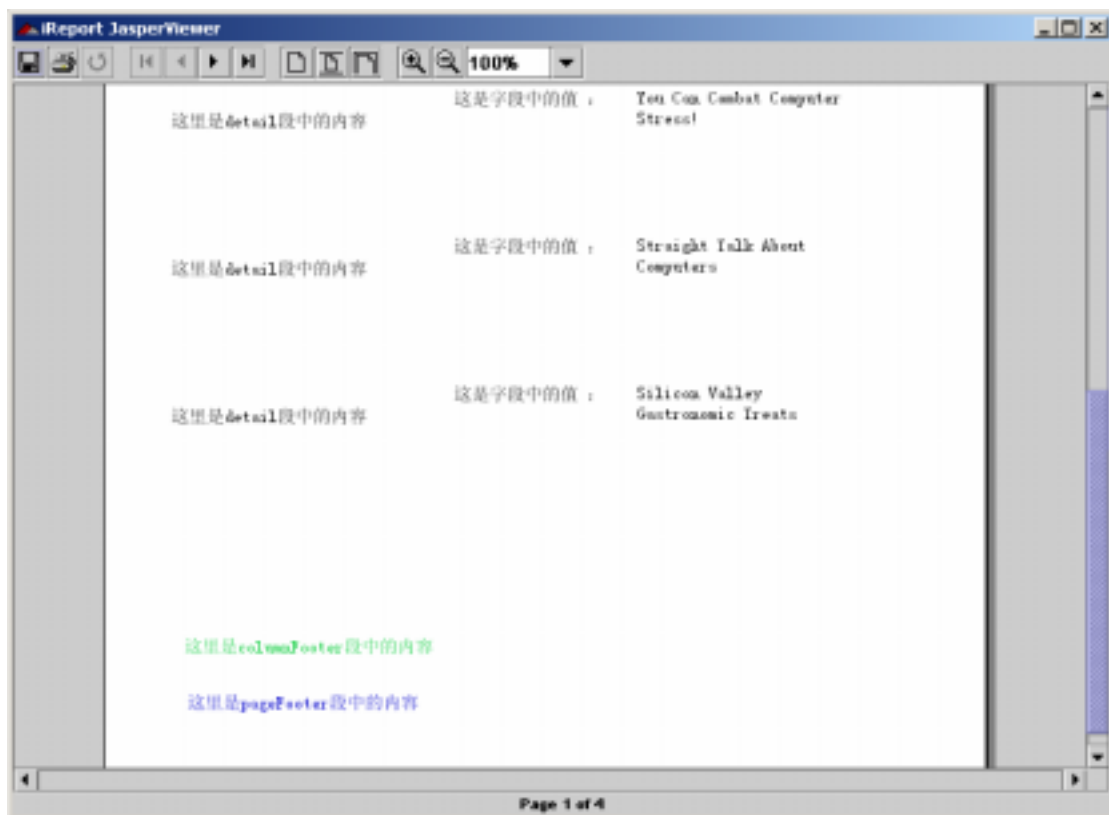 iReport JasperViewer
100%
这是字段中的值： You Can Combat Computer
Stress!
这里是detail段中的内容
这是字段中的值： Straight Talk About
Computers
这里是detail段中的内容
这是字段中的值： Silicon Valley
Gastronomic Treats
这里是detail段中的内容
这里是columnFooter段中的内容
这里是pageFooter段中的内容
Page 1 of 4